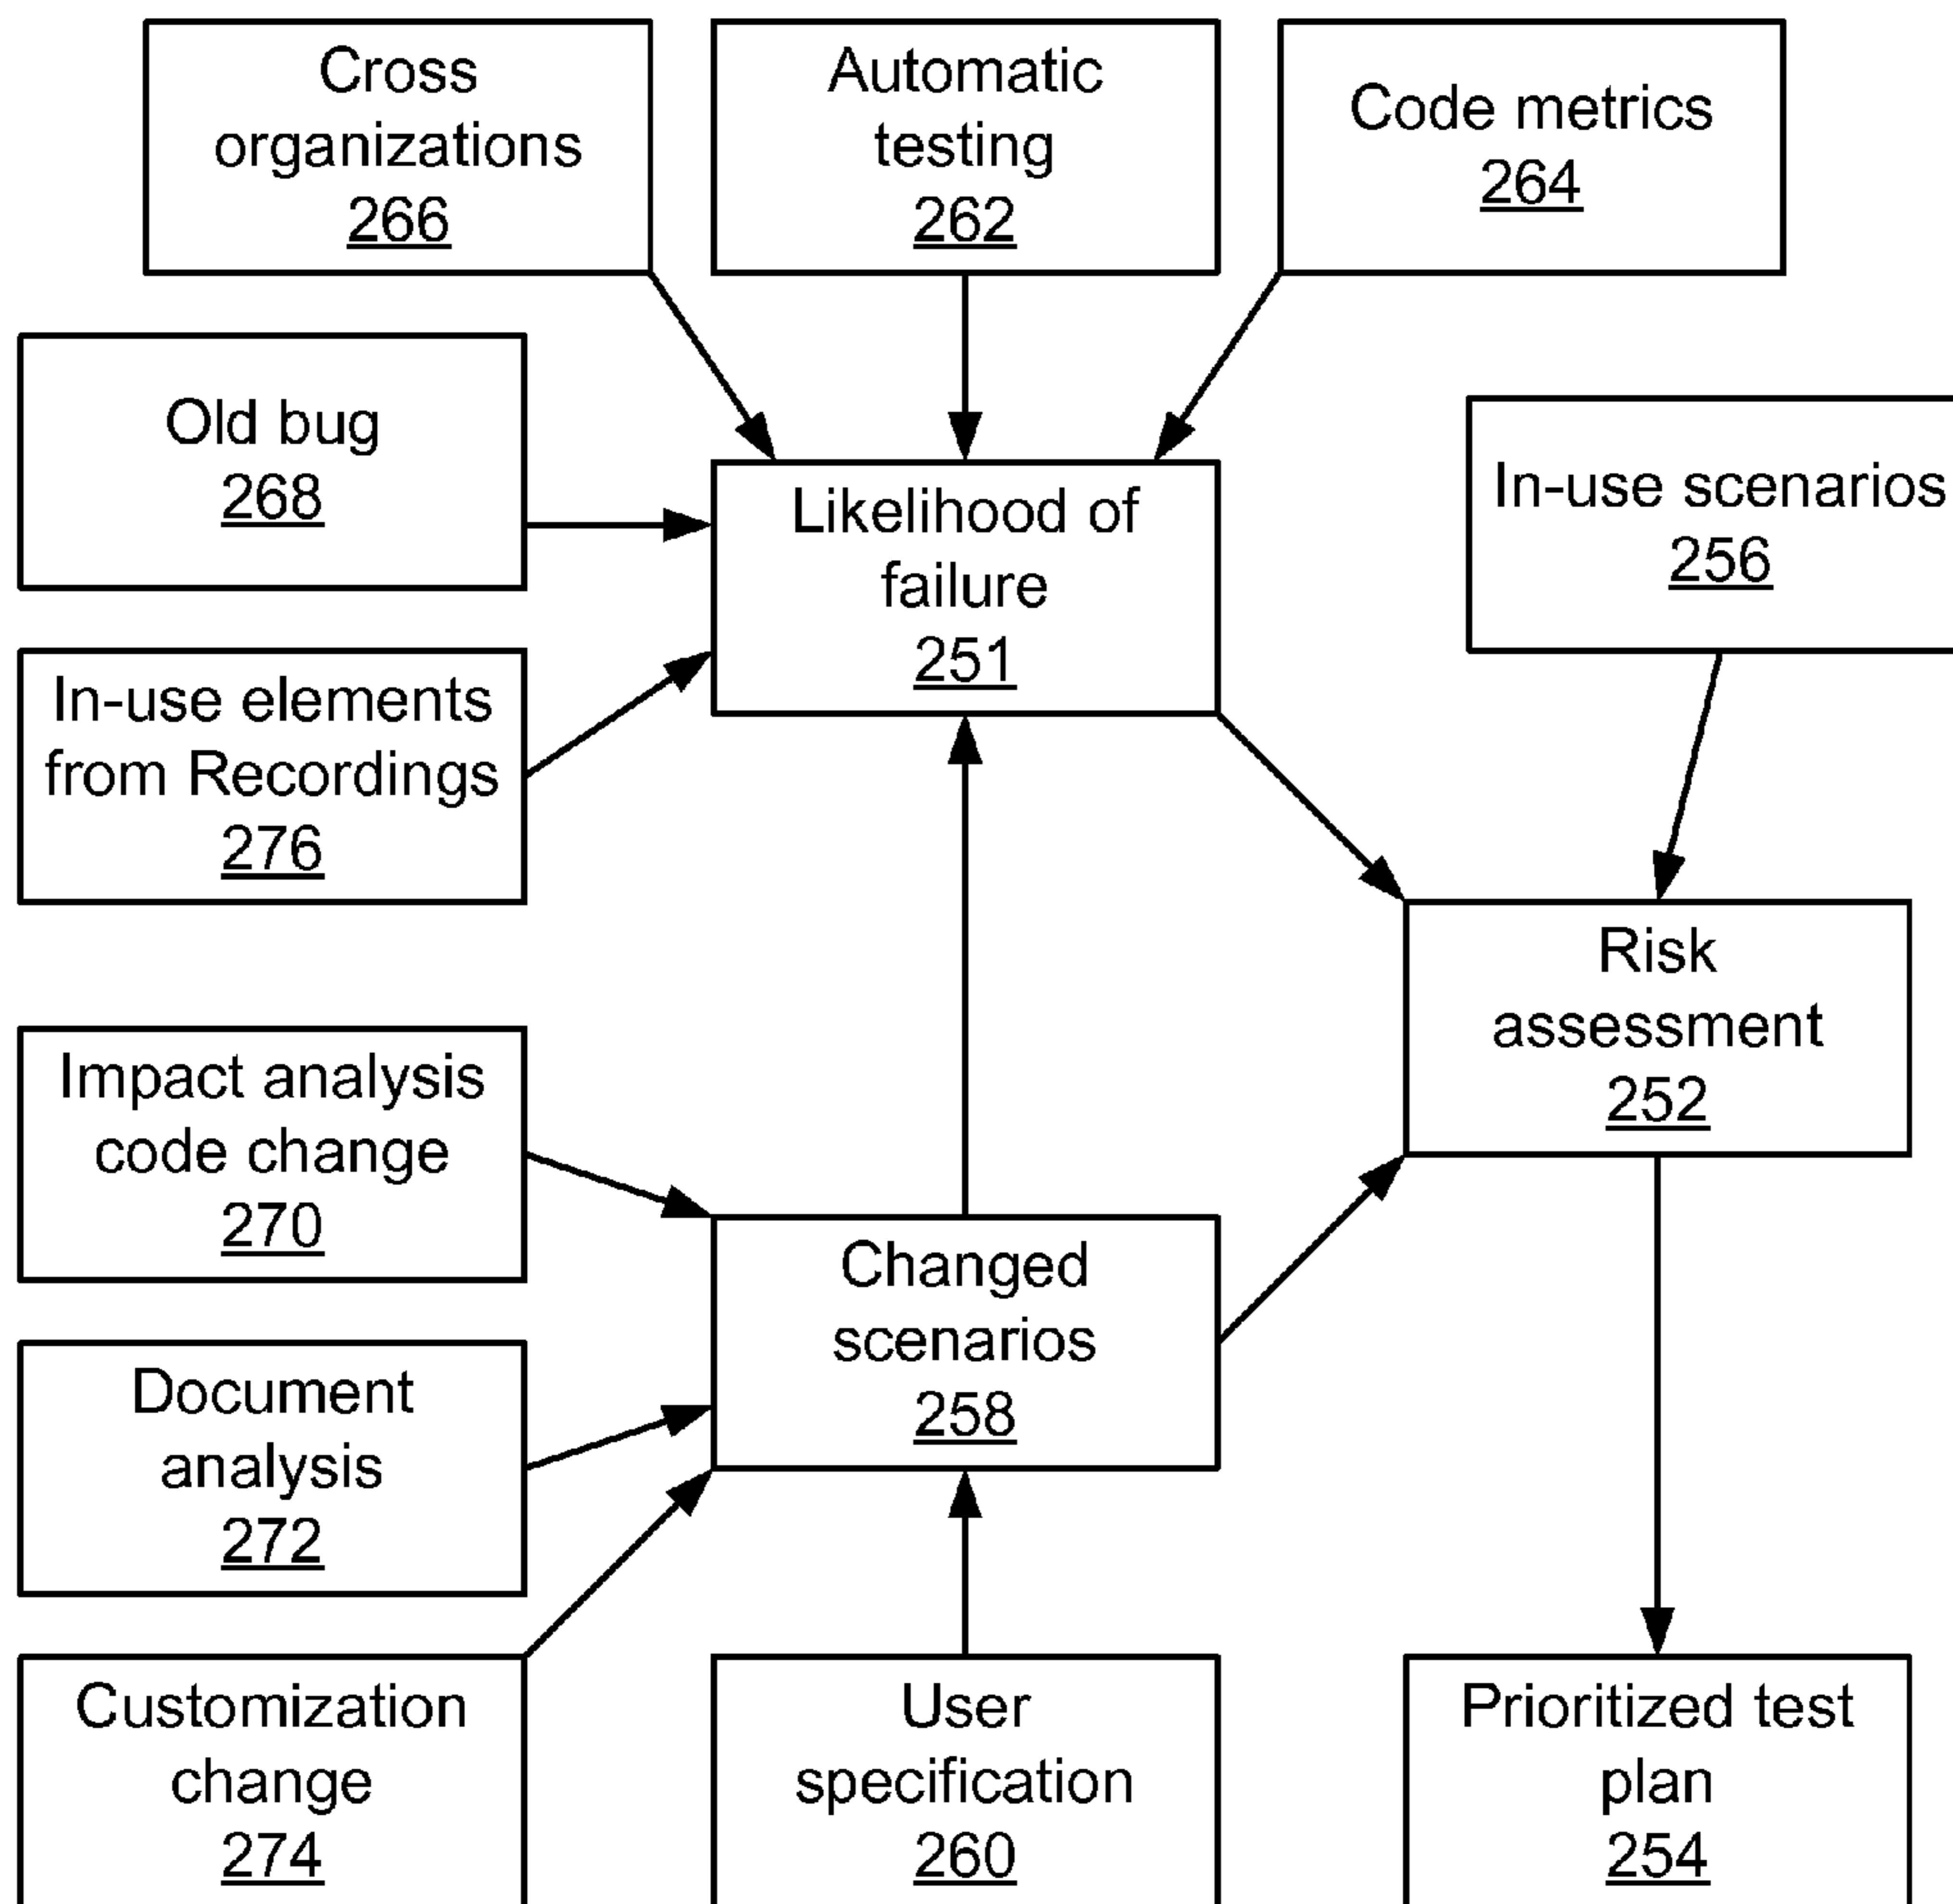 Cross
organizations
266
Automatic
testing
262
Code metrics
264
Old bug
268
Likelihood of
failure
251
In-use scenarios
256
In-use elements
from Recordings
276
Risk
assessment
252
Impact analysis
code change
270
Changed
scenarios
258
Document
analysis
272
Customization
change
274
User
specification
260
Prioritized test
plan
254